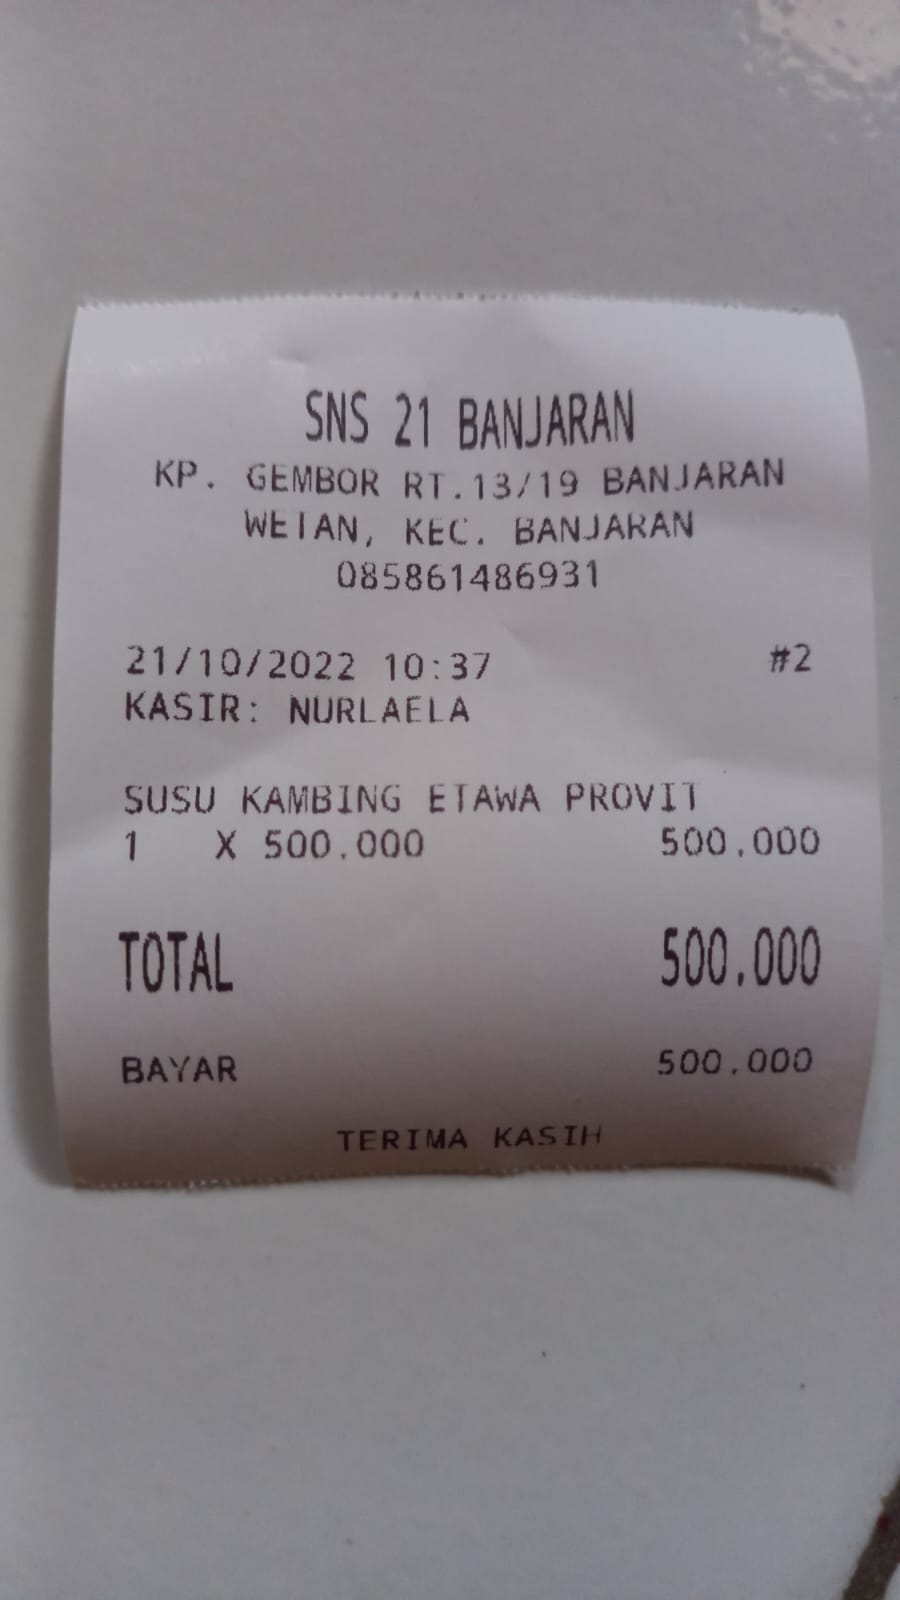 SNS 21 BANJARAN
KP. GEMBOR RT.13/19 BANJARAN
WETAN, KEC. BANJARAN
085861486931
21/10/2022 10:37 #2
KASIR: NURLAELA
SUSU KAMBING ETAWA PROVIT
1 X 500.000 500.000
TOTAL 500.000
BAYAR 500.000
TERIMA KASIH